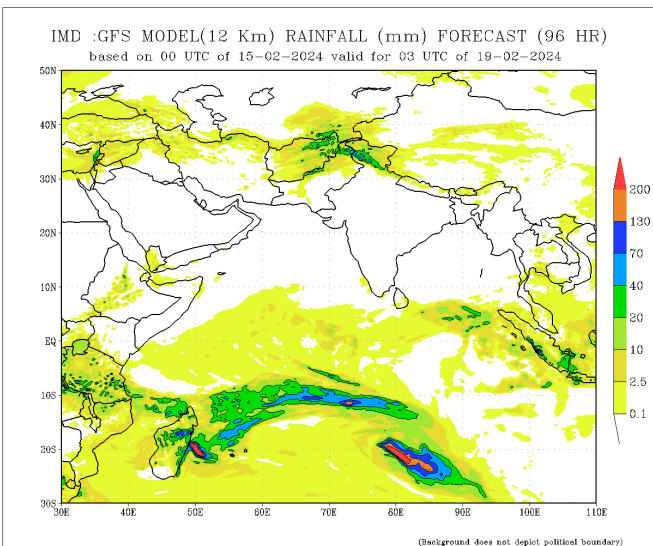 IMD :GFS MODEL(12 Km) RAINFALL (mm) FORECAST (96 HR)
based on 00 UTC of 15-02-2024 valid for 03 UTC of 19-02-2024
50N
40N
30N
20N
10N
EQ
10S
20S
30S
30E 40E 50E 60E 70E 80E 90E 100E 110E
200
130
70
40
20
10
2.5
0.1
(Background does not depict political boundary)